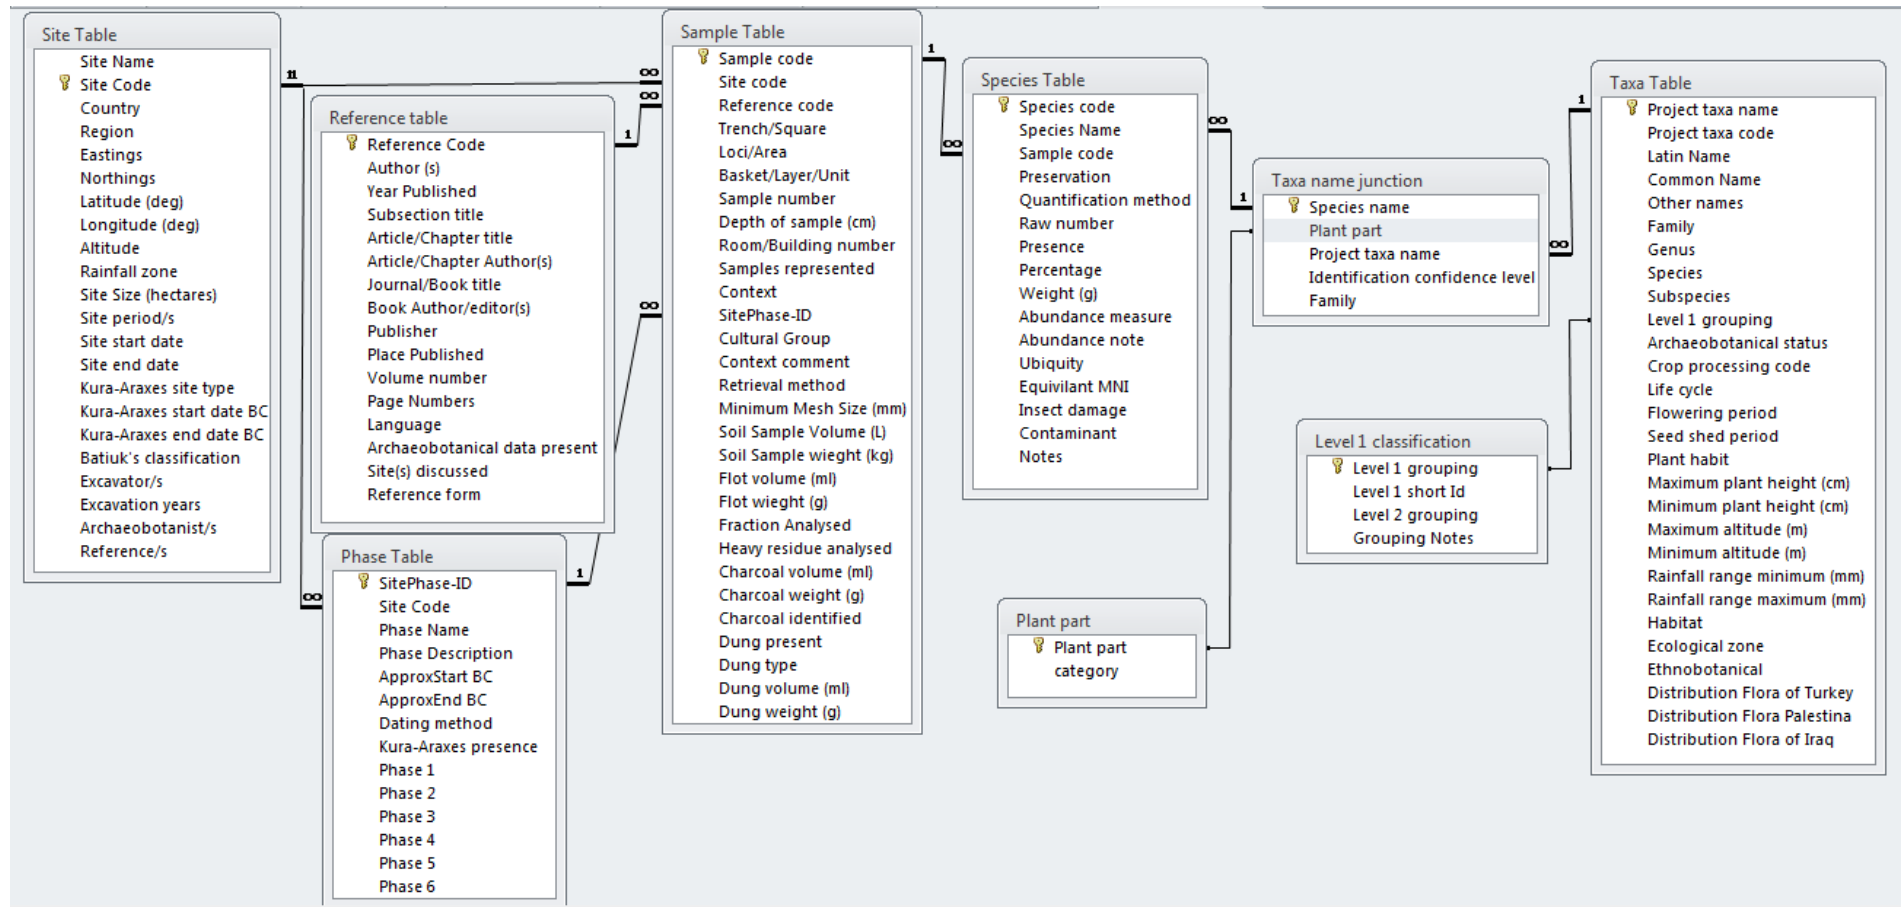 Site Table
Site Name
Site Code
Country
Region
Eastings
Northings
Latitude (deg)
Longitude (deg)
Altitude
Rainfall zone
Site Size (hectares)
Site period/s
Site start date
Site end date
Kura-Araxes site type
Kura-Araxes start date BC
Kura-Araxes end date BC
Batiuk's classification
Excavator/s
Excavation years
Archaeobotanist/s
Reference/s
11
∞
Reference table
Reference Code
Author (s)
Year Published
Subsection title
Article/Chapter title
Article/Chapter Author(s)
Journal/Book title
Book Author/editor(s)
Publisher
Place Published
Volume number
Page Numbers
Language
Archaeobotanical data present
Site(s) discussed
Reference form
1
∞
Phase Table
SitePhase-ID
Site Code
Phase Name
Phase Description
ApproxStart BC
ApproxEnd BC
Dating method
Kura-Araxes presence
Phase 1
Phase 2
Phase 3
Phase 4
Phase 5
Phase 6
∞
1
∞
Sample Table
Sample code
Site code
Reference code
Trench/Square
Loci/Area
Basket/Layer/Unit
Sample number
Depth of sample (cm)
Room/Building number
Samples represented
Context
SitePhase-ID
Cultural Group
Context comment
Retrieval method
Minimum Mesh Size (mm)
Soil Sample Volume (L)
Soil Sample wieght (kg)
Flot volume (ml)
Flot wieght (g)
Fraction Analysed
Heavy residue analysed
Charcoal volume (ml)
Charcoal weight (g)
Charcoal identified
Dung present
Dung type
Dung volume (ml)
Dung weight (g)
1
∞
Species Table
Species code
Species Name
Sample code
Preservation
Quantification method
Raw number
Presence
Percentage
Weight (g)
Abundance measure
Abundance note
Ubiquity
Equivilant MNI
Insect damage
Contaminant
Notes
∞
1
Taxa name junction
Species name
Plant part
Project taxa name
Identification confidence level
Family
∞
1
Plant part
Plant part
category
Level 1 classification
Level 1 grouping
Level 1 short Id
Level 2 grouping
Grouping Notes
Taxa Table
Project taxa name
Project taxa code
Latin Name
Common Name
Other names
Family
Genus
Species
Subspecies
Level 1 grouping
Archaeobotanical status
Crop processing code
Life cycle
Flowering period
Seed shed period
Plant habit
Maximum plant height (cm)
Minimum plant height (cm)
Maximum altitude (m)
Minimum altitude (m)
Rainfall range minimum (mm)
Rainfall range maximum (mm)
Habitat
Ecological zone
Ethnobotanical
Distribution Flora of Turkey
Distribution Flora Palestina
Distribution Flora of Iraq